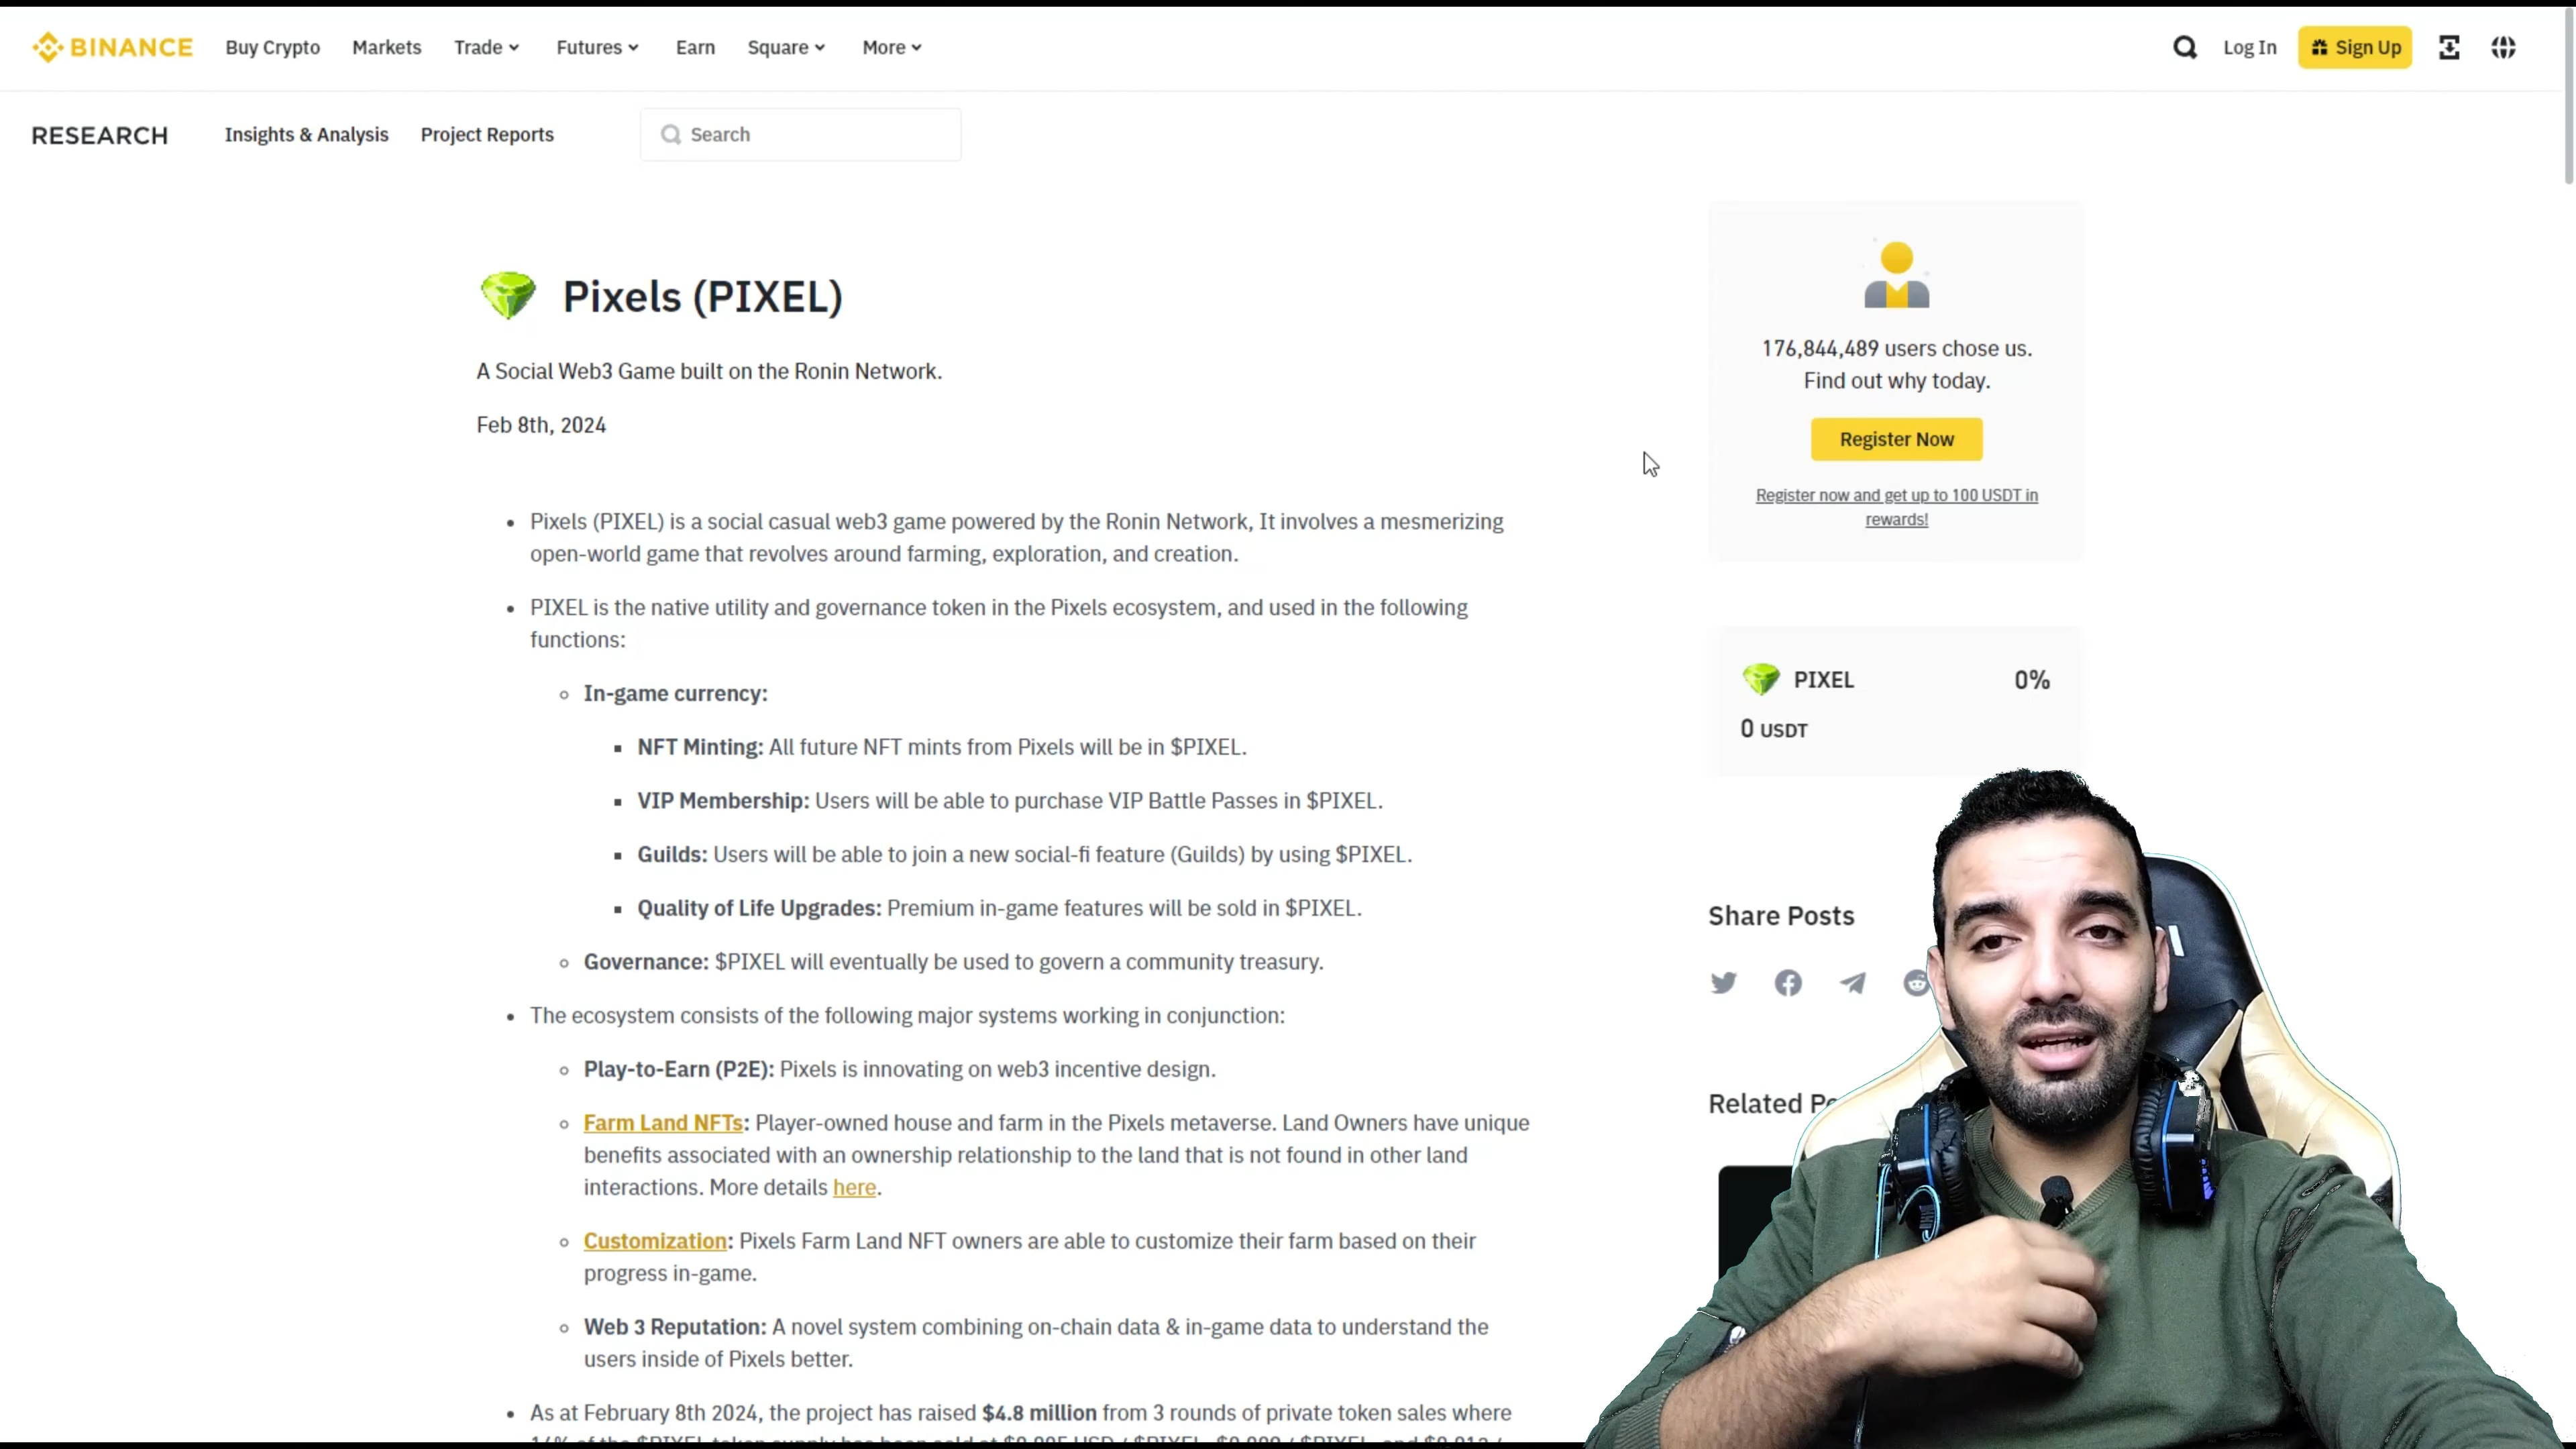 BINANCE
Buy Crypto
Markets
Trade
Futures
Earn
Square
More
Log In
Sign Up
RESEARCH
Insights & Analysis
Project Reports
Search
Pixels (PIXEL)
A Social Web3 Game built on the Ronin Network.
Feb 8th, 2024
Pixels (PIXEL) is a social casual web3 game powered by the Ronin Network, It involves a mesmerizing
open-world game that revolves around farming, exploration, and creation.
PIXEL is the native utility and governance token in the Pixels ecosystem, and used in the following
functions:
In-game currency:
NFT Minting: All future NFT mints from Pixels will be in $PIXEL.
VIP Membership: Users will be able to purchase VIP Battle Passes in $PIXEL.
Guilds: Users will be able to join a new social-fi feature (Guilds) by using $PIXEL.
Quality of Life Upgrades: Premium in-game features will be sold in $PIXEL.
Governance: $PIXEL will eventually be used to govern a community treasury.
The ecosystem consists of the following major systems working in conjunction:
Play-to-Earn (P2E): Pixels is innovating on web3 incentive design.
Farm Land NFTs: Player-owned house and farm in the Pixels metaverse. Land Owners have unique
benefits associated with an ownership relationship to the land that is not found in other land
interactions. More details here.
Customization: Pixels Farm Land NFT owners are able to customize their farm based on their
progress in-game.
Web 3 Reputation: A novel system combining on-chain data & in-game data to understand the
users inside of Pixels better.
As at February 8th 2024, the project has raised $4.8 million from 3 rounds of private token sales where
176,844,489 users chose us.
Find out why today.
Register Now
Register now and get up to 100 USDT in
rewards!
PIXEL
0%
0 USDT
Share Posts
Related